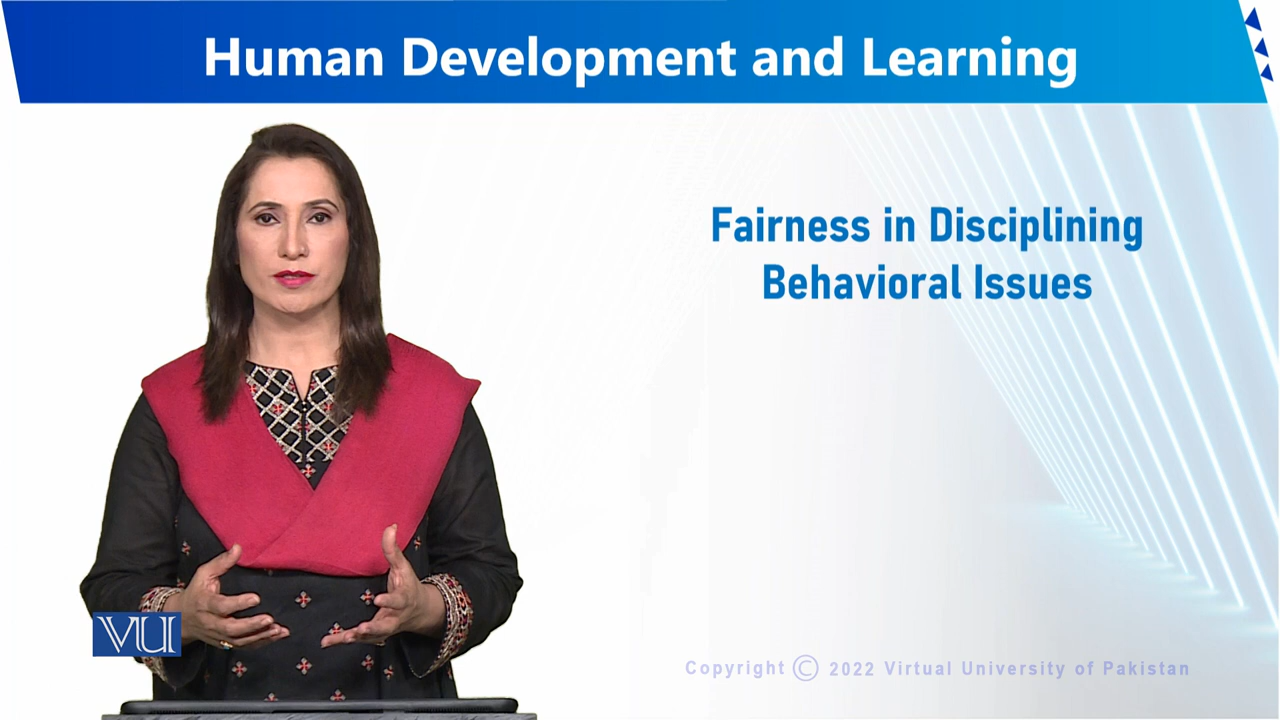 Human Development and Learning
Fairness in Disciplining
Behavioral Issues
VU
Copyright © 2022 Virtual University of Pakistan